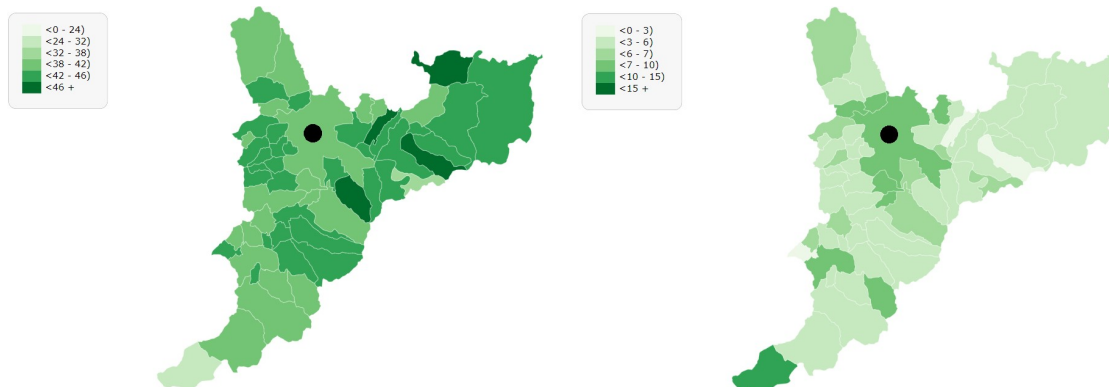 <0 - 24)
<24 - 32)
<32 - 38)
<38 - 42)
<42 - 46)
<46 +
<0 - 3)
<3 - 6)
<6 - 7)
<7 - 10)
<10 - 15)
<15 +